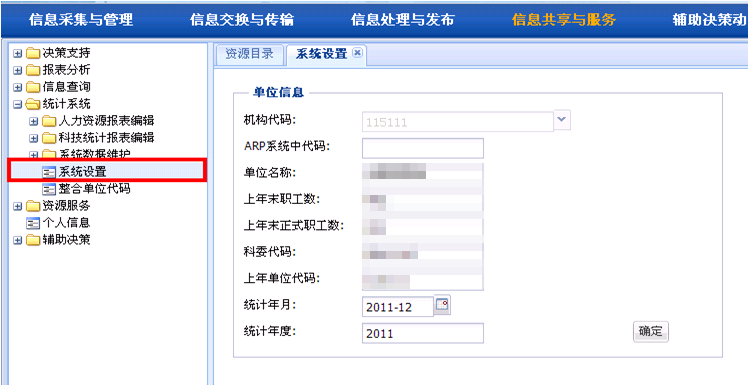 信息采集与管理 信息交换与传输 信息处理与发布 信息共享与服务 辅助决策动
决策支持
报表分析
信息查询
统计系统
人力资源报表编辑
科技统计报表编辑
系统数据维护
系统设置
整合单位代码
资源服务
个人信息
辅助决策
资源目录 系统设置
单位信息
机构代码: 115111
ARP系统中代码:
单位名称:
上年末职工数:
上年末正式职工数:
科委代码:
上年单位代码:
统计年月: 2011-12
统计年度: 2011
确定